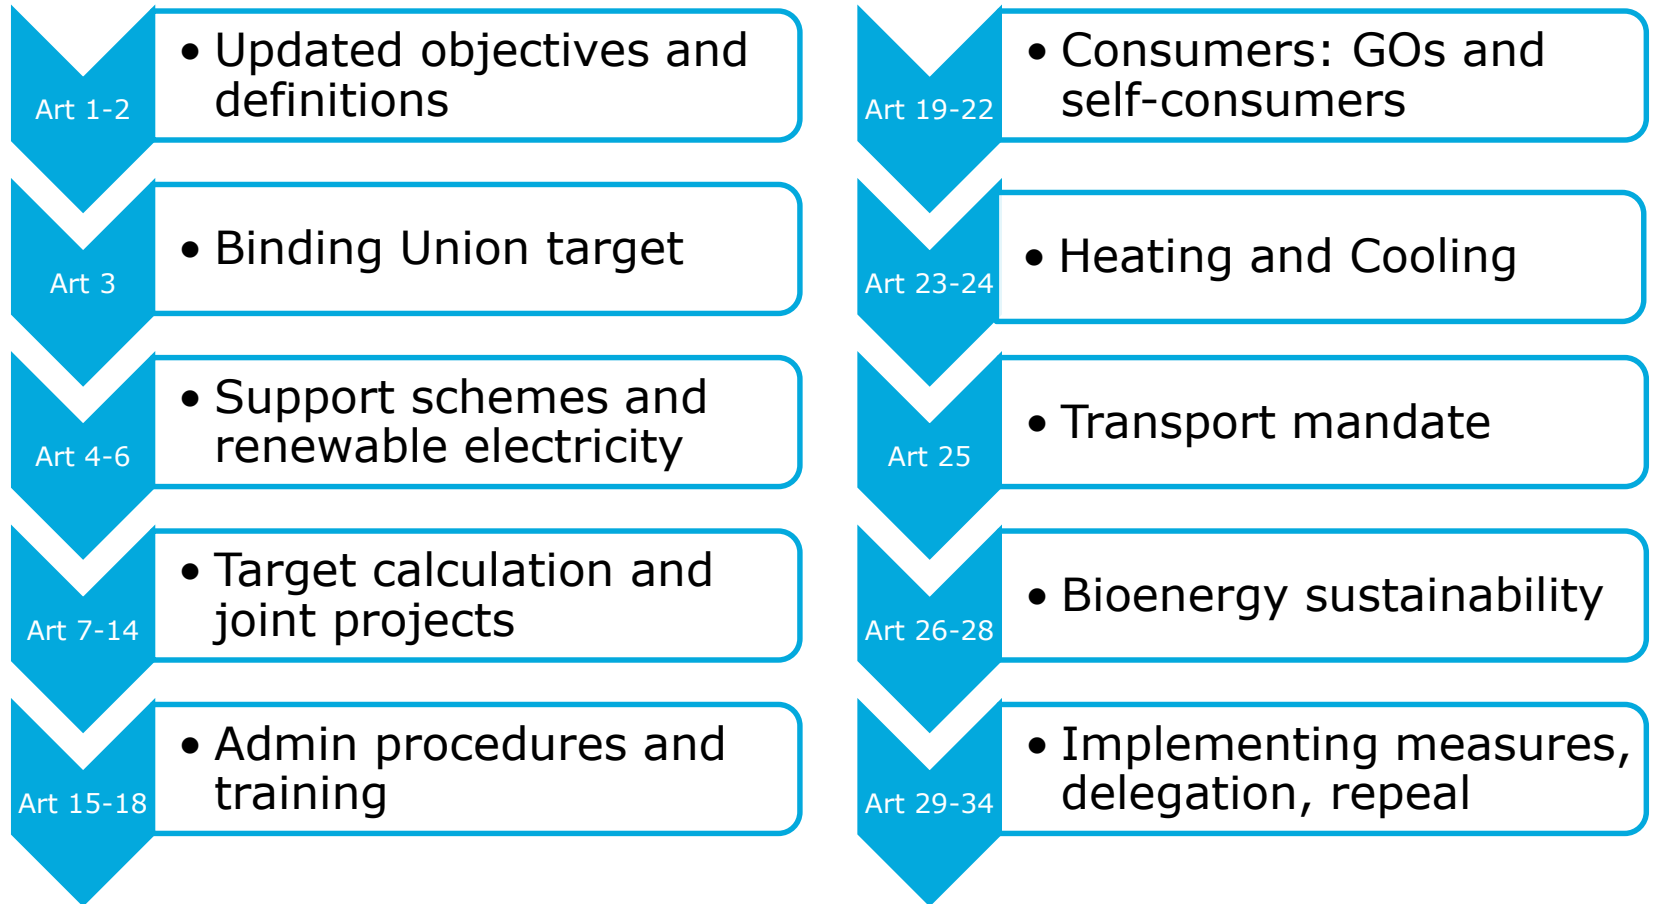 Art 1-2
• Updated objectives and
definitions
Art 3
• Binding Union target
Art 4-6
• Support schemes and
renewable electricity
Art 7-14
• Target calculation and
joint projects
Art 15-18
• Admin procedures and
training
Art 19-22
• Consumers: GOs and
self-consumers
Art 23-24
• Heating and Cooling
Art 25
• Transport mandate
Art 26-28
• Bioenergy sustainability
Art 29-34
• Implementing measures,
delegation, repeal